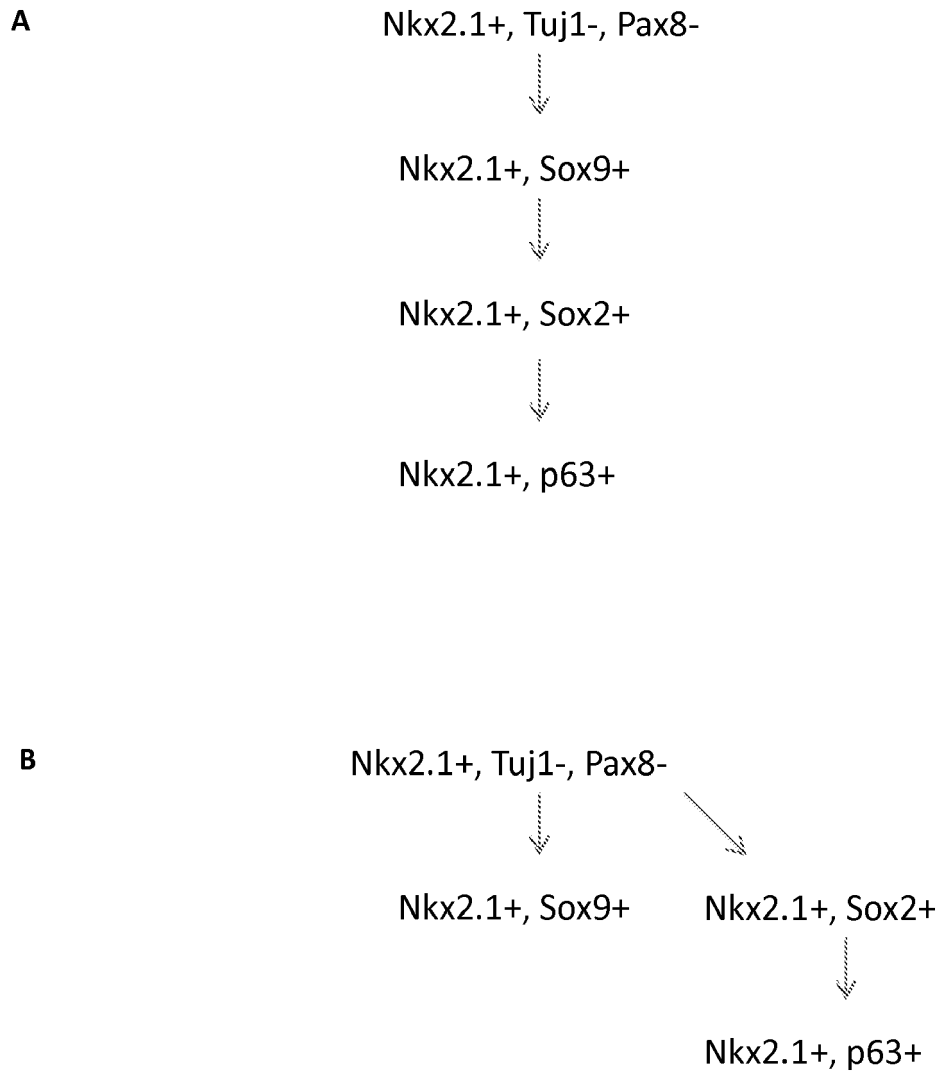 A
Nkx2.1+, Tuj1-, Pax8-
Nkx2.1+, Sox9+
Nkx2.1+, Sox2+
Nkx2.1+, p63+
B
Nkx2.1+, Tuj1-, Pax8-
Nkx2.1+, Sox9+
Nkx2.1+, Sox2+
Nkx2.1+, p63+